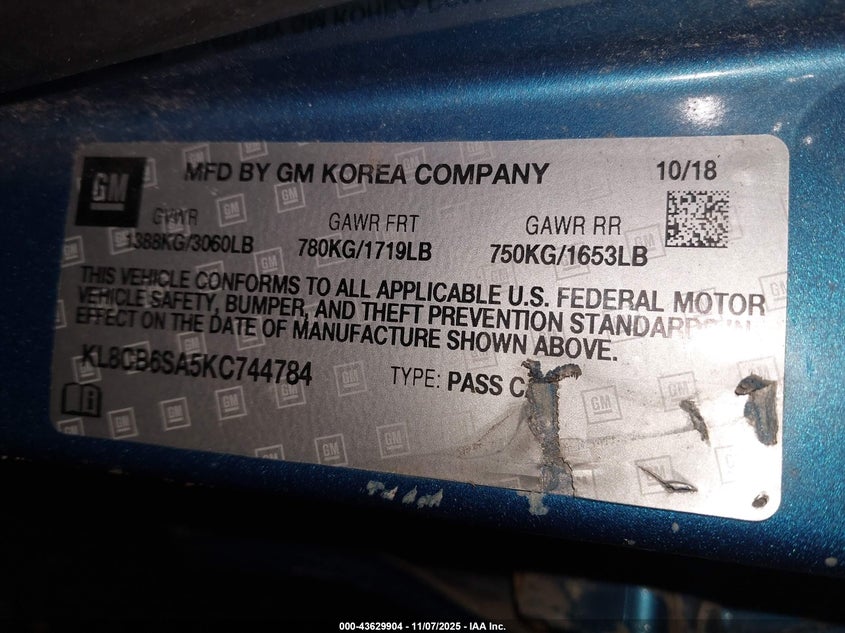 GM
MFD BY GM KOREA COMPANY
10/18
GVWR
GAWR FRT
GAWR RR
1388KG/3060LB
780KG/1719LB
750KG/1653LB
THIS VEHICLE CONFORMS TO ALL APPLICABLE U.S. FEDERAL MOTOR
VEHICLE SAFETY, BUMPER, AND THEFT PREVENTION STANDARDS IN
EFFECT ON THE DATE OF MANUFACTURE SHOWN ABOVE.
KL8CB6SA5KC744784
TYPE: PASS C
000-43629904 - 11/07/2025 - IAA Inc.